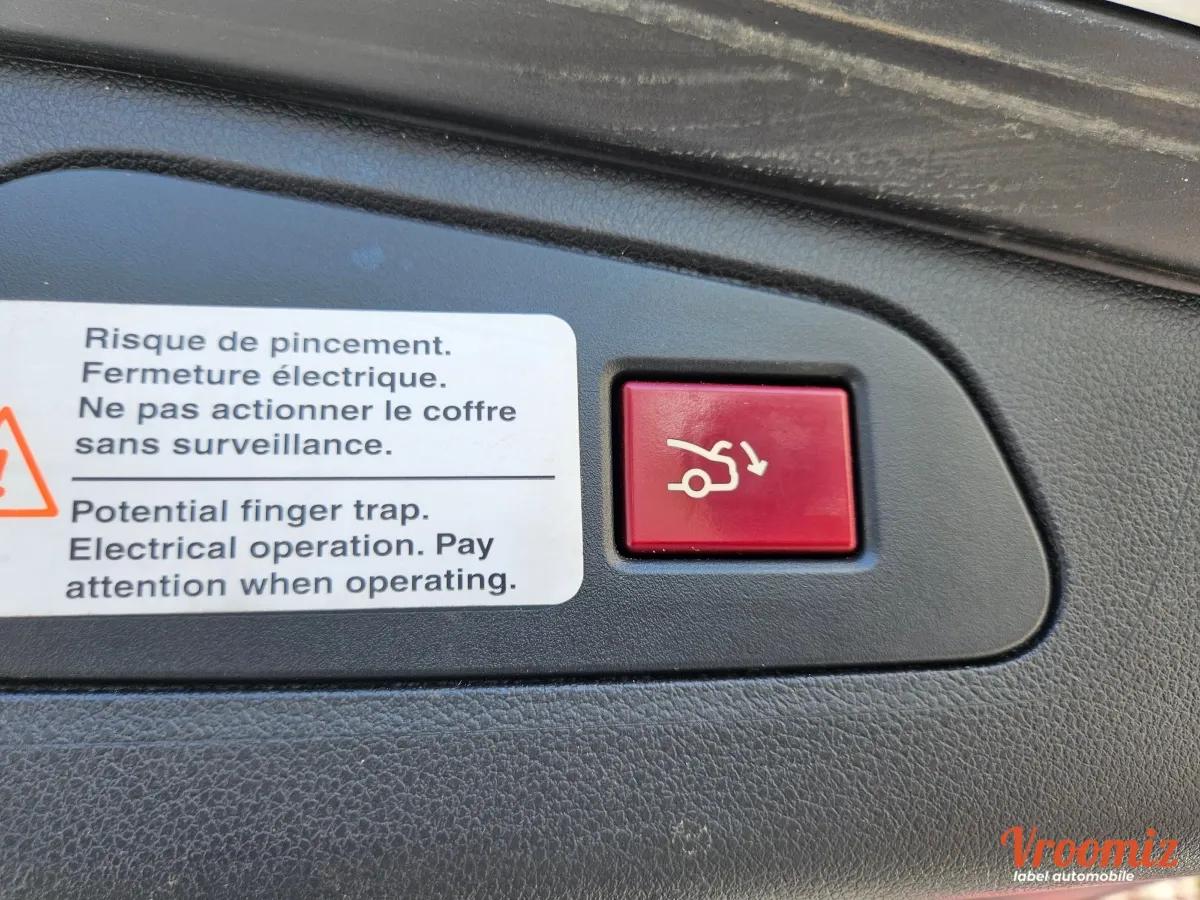 Risque de pincement.
Fermeture électrique.
Ne pas actionner le coffre
sans surveillance.
Potential finger trap.
Electrical operation. Pay
attention when operating.
Vroomiz
label automobile